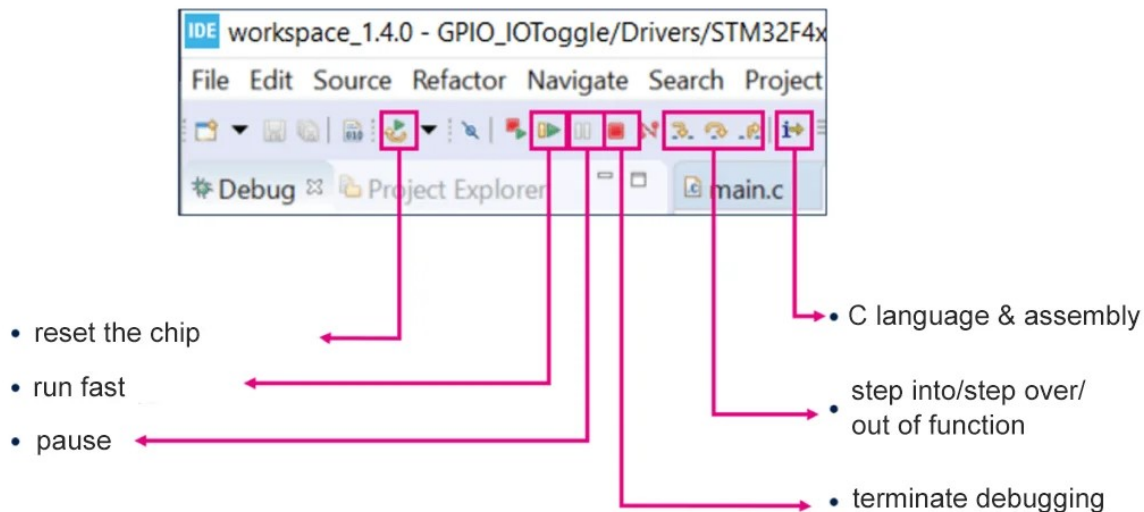 IDE workspace_1.4.0 - GPIO_IOToggle/Drivers/STM32F4x
File Edit Source Refactor Navigate Search Project
010
Debug Project Explorer main.c
• reset the chip
• run fast
• pause
• C language & assembly
• step into/step over/
out of function
• terminate debugging